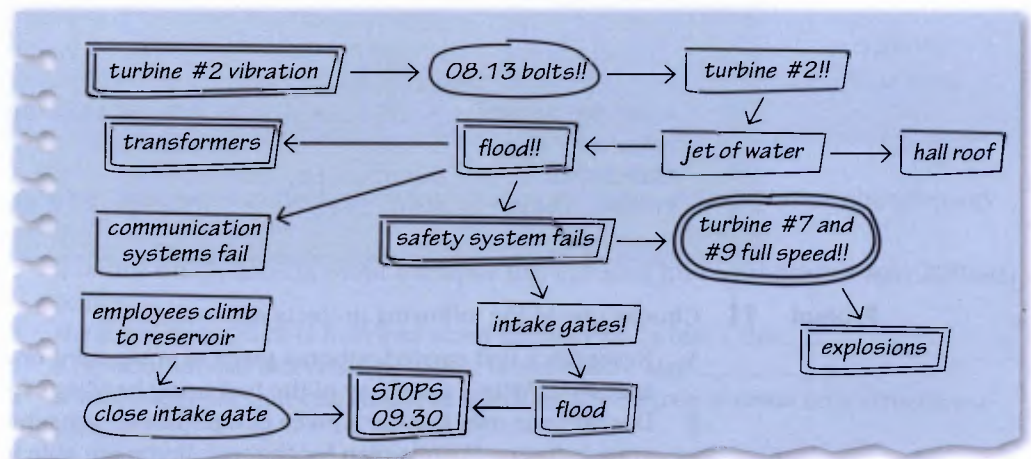 turbine #2 vibration
08.13 bolts!!
turbine #2!!
transformers
flood!!
jet of water
hall roof
communication
systems fail
safety system fails
turbine #7 and
#9 full speed!!
employees climb
to reservoir
intake gates!
explosions
close intake gate
STOPS
09.30
flood